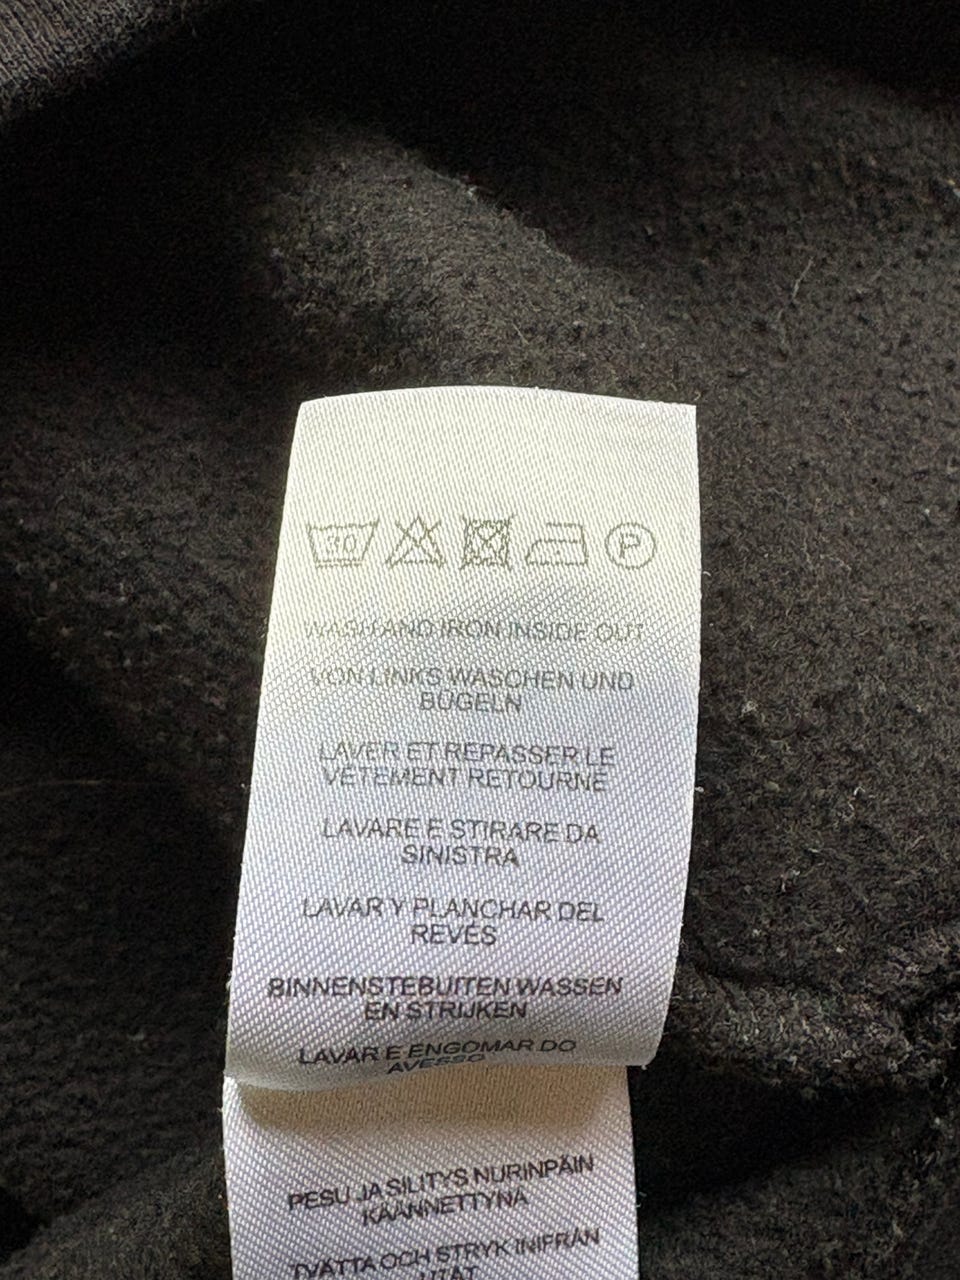 30 P
WASH AND IRON INSIDE OUT
VON LINKS WASCHEN UND
BÜGELN
LAVER ET REPASSER LE
VÊTEMENT RETOURNÉ
LAVARE E STIRARE DA
SINISTRA
LAVAR Y PLANCHAR DEL
REVÉS
BINNENSTEBUITEN WASSEN
EN STRIJKEN
LAVAR E ENGOMAR DO
AVESSO
PESU JA SILITYS NURINPÄIN
KÄÄNNETTYNÄ
TVÄTTA OCH STRYK INIFRÅN
UTÅT